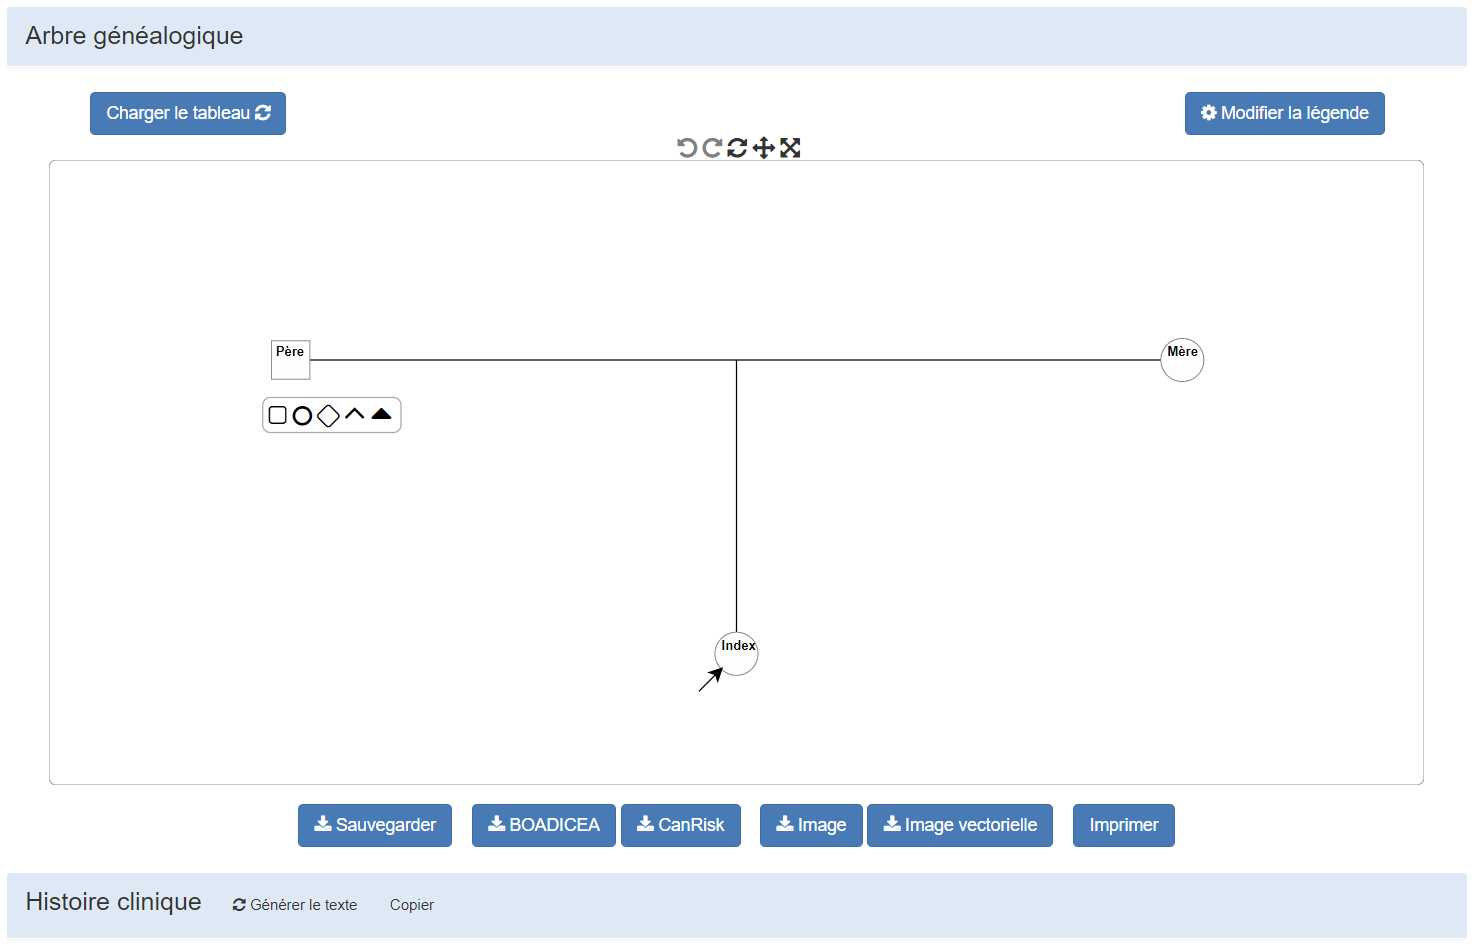 Arbre généalogique
Charger le tableau
Modifier la légende
Père
Mère
Index
Sauvegarder
BOADICEA
CanRisk
Image
Image vectorielle
Imprimer
Histoire clinique
Générer le texte
Copier